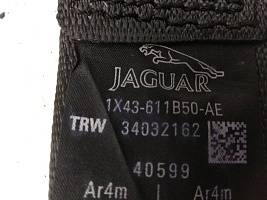 JAGUAR
1X43-611B50-AE
TRW 34032162
40599
Ar4m | Ar4m